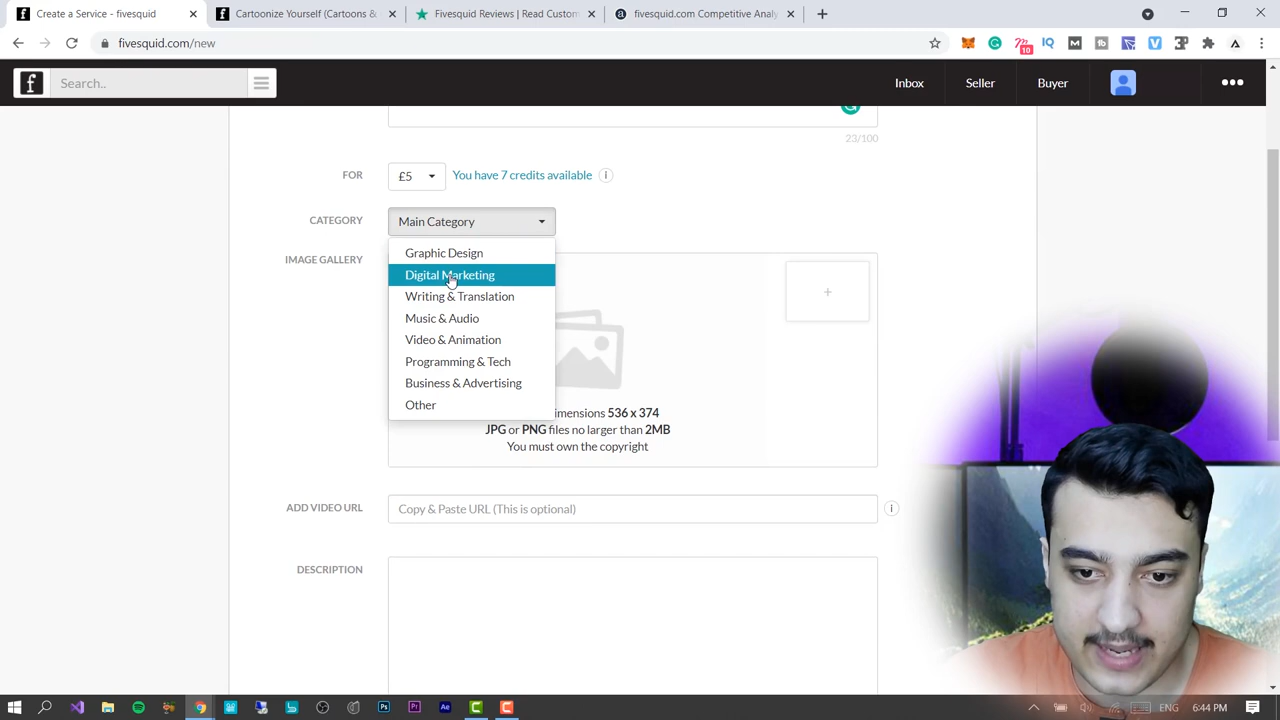 Create a Service - fivesquid
Cartoonize Yourself (Cartoons &
Fivesquid Reviews | Read Custom
fivesquid.com Competitive Analy
fivesquid.com/new
10
Search..
Inbox
Seller
Buyer
23/100
FOR
£5
You have 7 credits available
CATEGORY
Main Category
Graphic Design
IMAGE GALLERY
Digital Marketing
Writing & Translation
Music & Audio
Video & Animation
Programming & Tech
Business & Advertising
Other
imensions 536 x 374
JPG or PNG files no larger than 2MB
You must own the copyright
ADD VIDEO URL
Copy & Paste URL (This is optional)
DESCRIPTION
ENG
6:44 PM